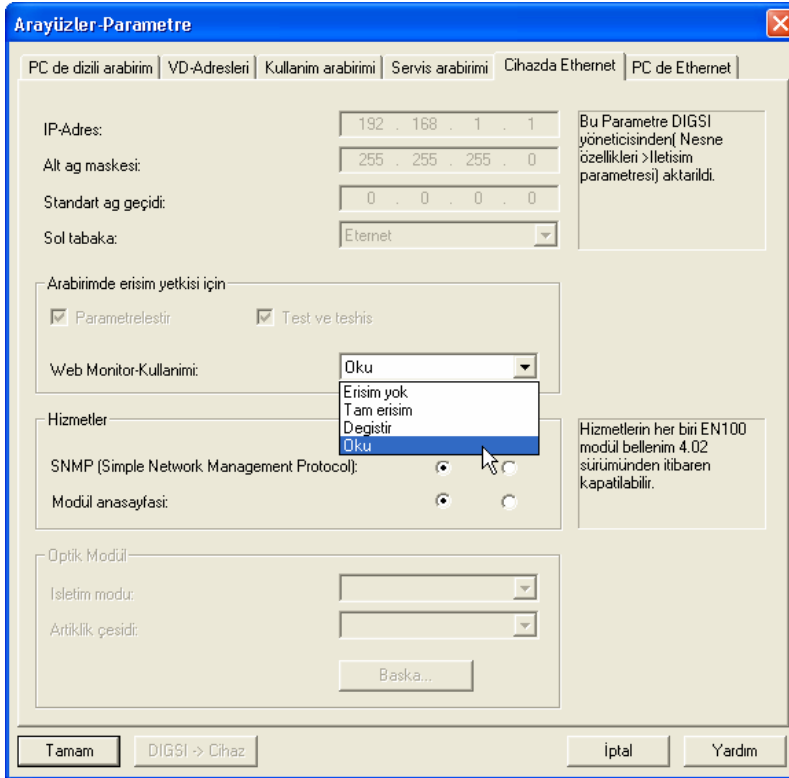 Arayüzler-Parametre
PC de dizili arabirim VD-Adresleri Kullanim arabirimi Servis arabirimi Cihazda Ethernet PC de Ethernet
IP-Adres: 192 . 168 . 1 . 1
Alt ag maskesi: 255 . 255 . 255 . 0
Standart ag geçidi: 0 . 0 . 0 . 0
Sol tabaka: Eternet
Bu Parametre DIGSI
yöneticisinden( Nesne
özellikleri >Iletisim
parametresi) aktarildi.
Arabirimde erisim yetkisi için
Parametrelestir Test ve teshis
Web Monitor-Kullanimi: Oku
Erisim yok
Tam erisim
Degistir
Oku
Hizmetler
SNMP (Simple Network Management Protocol):
Modül anasayfasi:
Hizmetlerin her biri EN100
modül bellenim 4.02
sürümünden itibaren
kapatilabilir.
Optik Modül
Isletim modu:
Artiklik çesidi:
Baska...
Tamam DIGSI -> Cihaz İptal Yardım